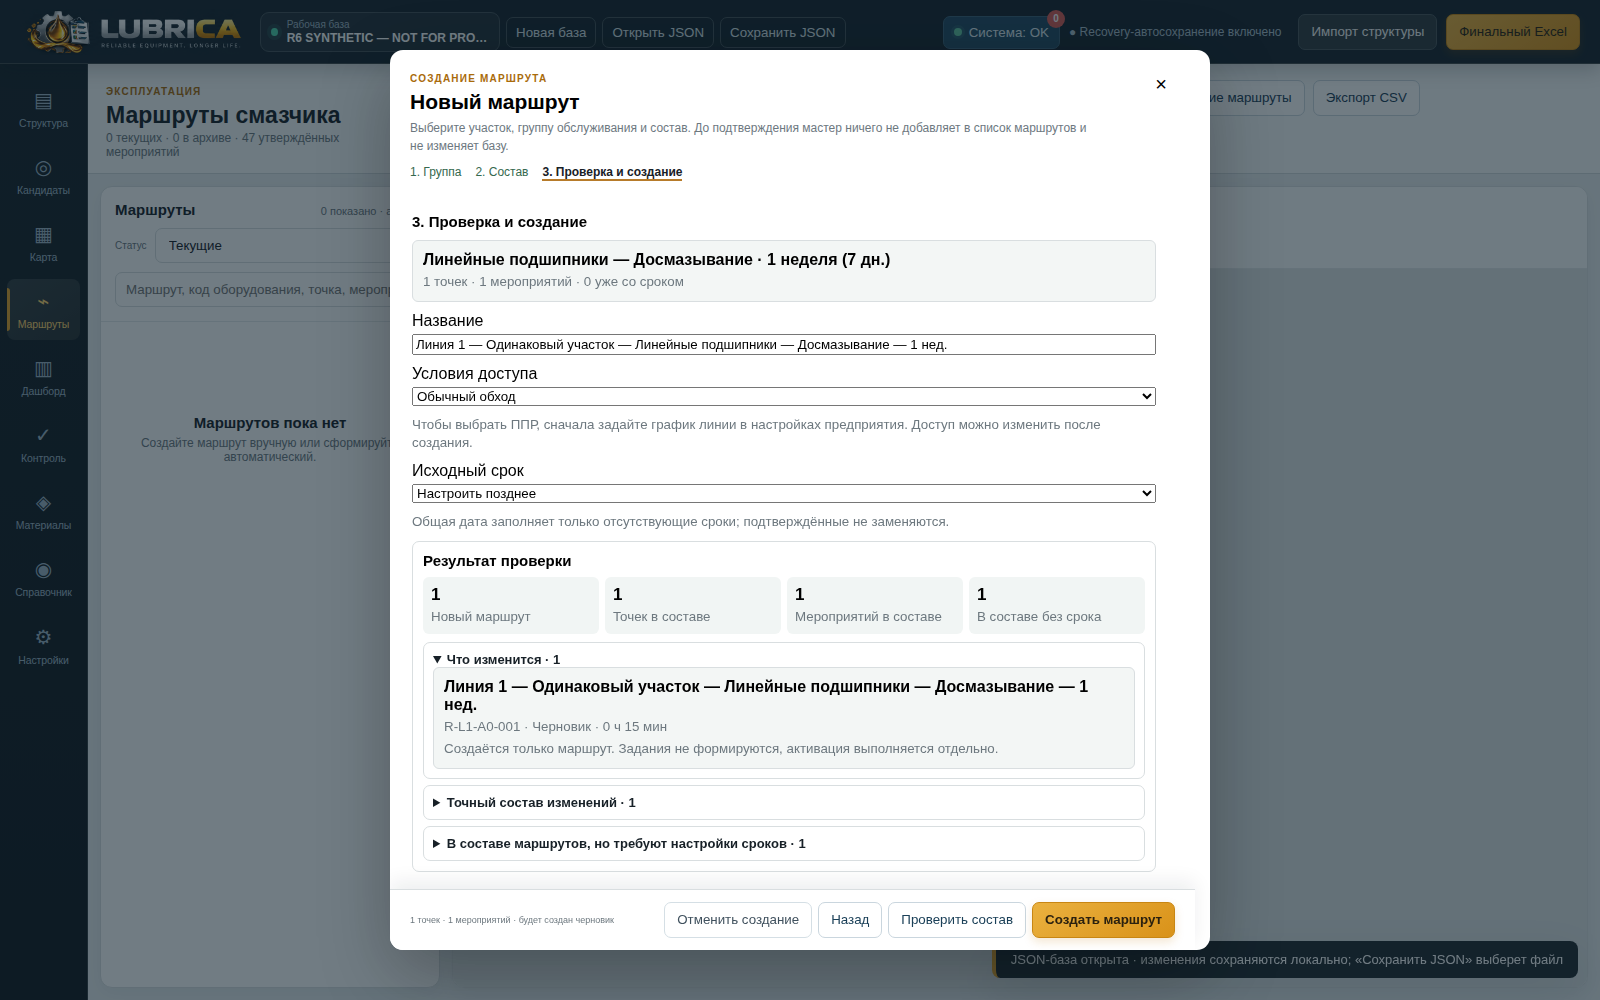 LUBRICA
RELIABLE EQUIPMENT. LONGER LIFE.
Рабочая база
R6 SYNTHETIC — NOT FOR PRO…
Новая база
Открыть JSON
Сохранить JSON
Система: OK
0
Recovery-автосохранение включено
Импорт структуры
Финальный Excel
Структура
Кандидаты
Карта
Маршруты
Дашборд
Контроль
Материалы
Справочник
Настройки
ЭКСПЛУАТАЦИЯ
Маршруты смазчика
0 текущих · 0 в архиве · 47 утверждённых
мероприятий
ие маршруты
Экспорт CSV
Маршруты
0 показано · а
Статус
Текущие
Маршрут, код оборудования, точка, мероп
Маршрутов пока нет
Создайте маршрут вручную или сформируйт
автоматический.
СОЗДАНИЕ МАРШРУТА
Новый маршрут
Выберите участок, группу обслуживания и состав. До подтверждения мастер ничего не добавляет в список маршрутов и
не изменяет базу.
1. Группа 2. Состав 3. Проверка и создание
3. Проверка и создание
Линейные подшипники — Досмазывание · 1 неделя (7 дн.)
1 точек · 1 мероприятий · 0 уже со сроком
Название
Линия 1 — Одинаковый участок — Линейные подшипники — Досмазывание — 1 нед.
Условия доступа
Обычный обход
Чтобы выбрать ППР, сначала задайте график линии в настройках предприятия. Доступ можно изменить после
создания.
Исходный срок
Настроить позднее
Общая дата заполняет только отсутствующие сроки; подтверждённые не заменяются.
Результат проверки
1
Новый маршрут
1
Точек в составе
1
Мероприятий в составе
1
В составе без срока
▼ Что изменится · 1
Линия 1 — Одинаковый участок — Линейные подшипники — Досмазывание — 1
нед.
R-L1-A0-001 · Черновик · 0 ч 15 мин
Создаётся только маршрут. Задания не формируются, активация выполняется отдельно.
▶ Точный состав изменений · 1
▶ В составе маршрутов, но требуют настройки сроков · 1
1 точек · 1 мероприятий · будет создан черновик
Отменить создание
Назад
Проверить состав
Создать маршрут
JSON-база открыта · изменения сохраняются локально; «Сохранить JSON» выберет файл